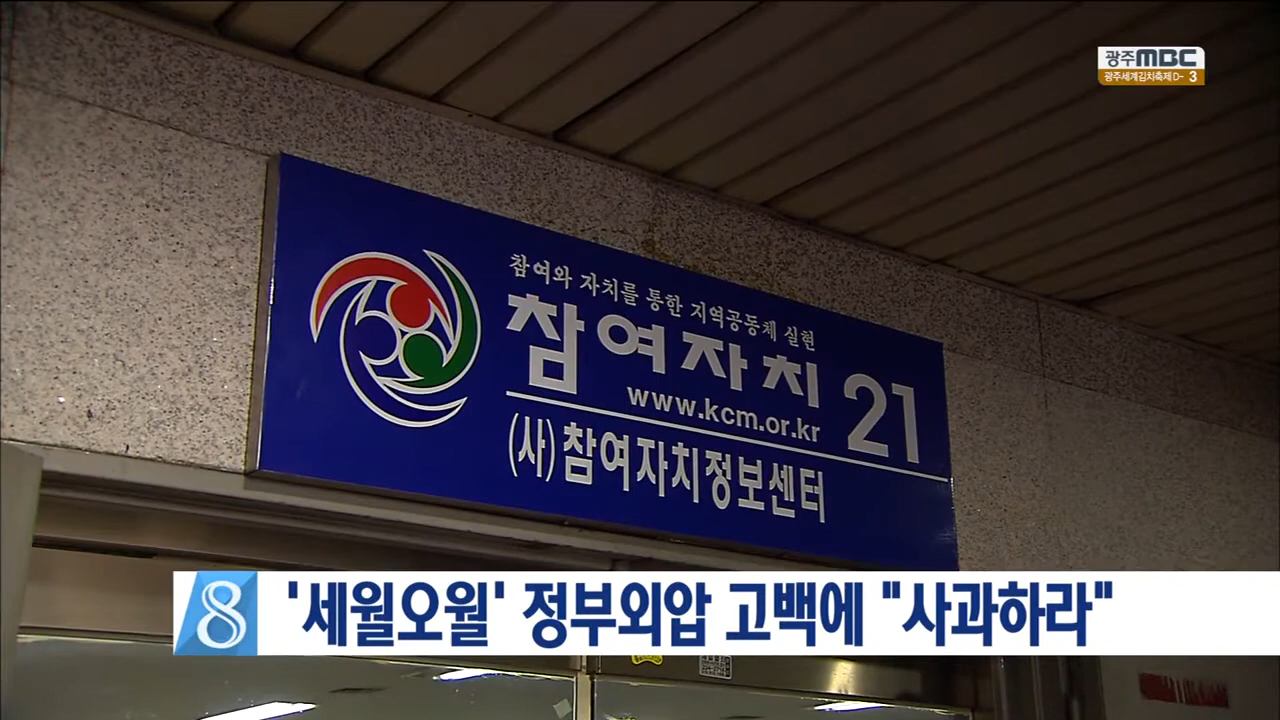 광주MBC
광주세계김치축제 D- 3
참여와 자치를 통한 지역공동체 실현
참여자치 21
www.kcm.or.kr
(사)참여자치정보센터
8 '세월오월' 정부외압 고백에 "사과하라"